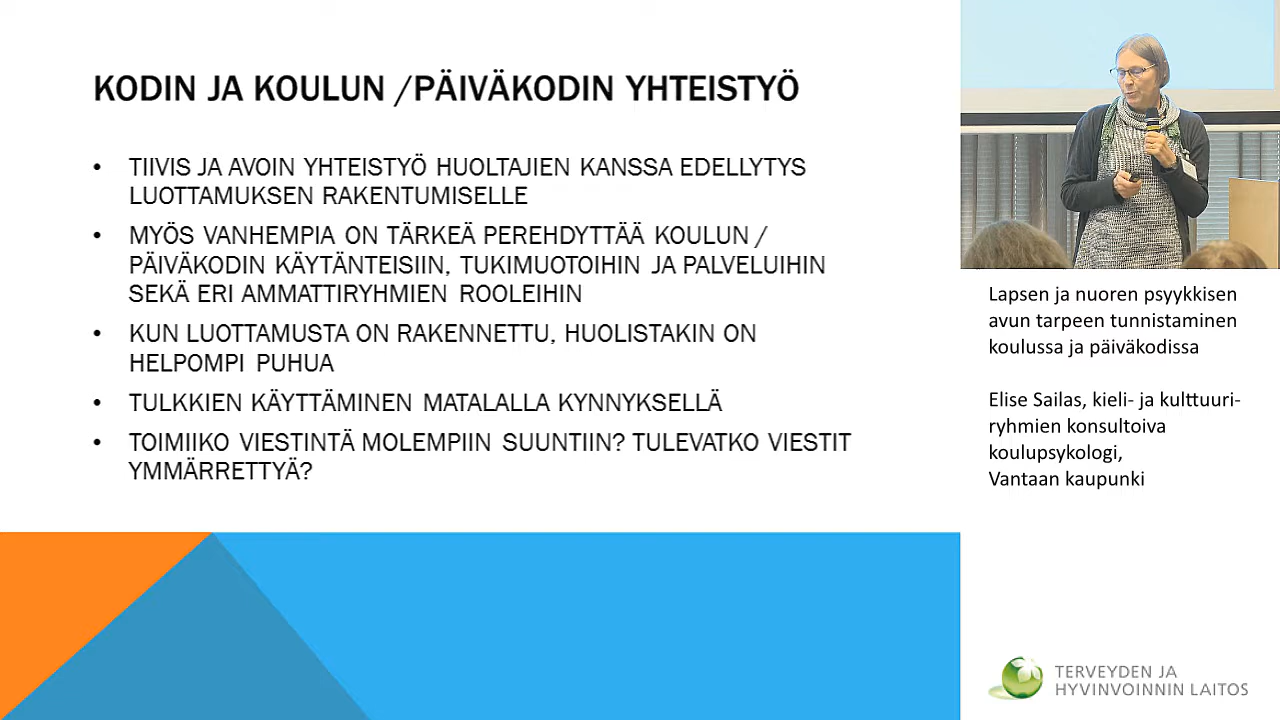 KODIN JA KOULUN /PÄIVÄKODIN YHTEISTYÖ
• TIIVIS JA AVOIN YHTEISTYÖ HUOLTAJIEN KANSSA EDELLYTYS
LUOTTAMUKSEN RAKENTUMISELLE
• MYÖS VANHEMPIA ON TÄRKEÄ PEREHDYTTÄÄ KOULUN /
PÄIVÄKODIN KÄYTÄNTEISIIN, TUKIMUOTOIHIN JA PALVELUIHIN
SEKÄ ERI AMMATTIRYHMIEN ROOLEIHIN
• KUN LUOTTAMUSTA ON RAKENNETTU, HUOLISTAKIN ON
HELPOMPI PUHUA
• TULKKIEN KÄYTTÄMINEN MATALALLA KYNNYKSELLÄ
• TOIMIIKO VIESTINTÄ MOLEMPIIN SUUNTIIN? TULEVATKO VIESTIT
YMMÄRRETTYÄ?
Lapsen ja nuoren psyykkisen
avun tarpeen tunnistaminen
koulussa ja päiväkodissa
Elise Sailas, kieli- ja kulttuuri-
ryhmien konsultoiva
koulupsykologi,
Vantaan kaupunki
TERVEYDEN JA
HYVINVOINNIN LAITOS